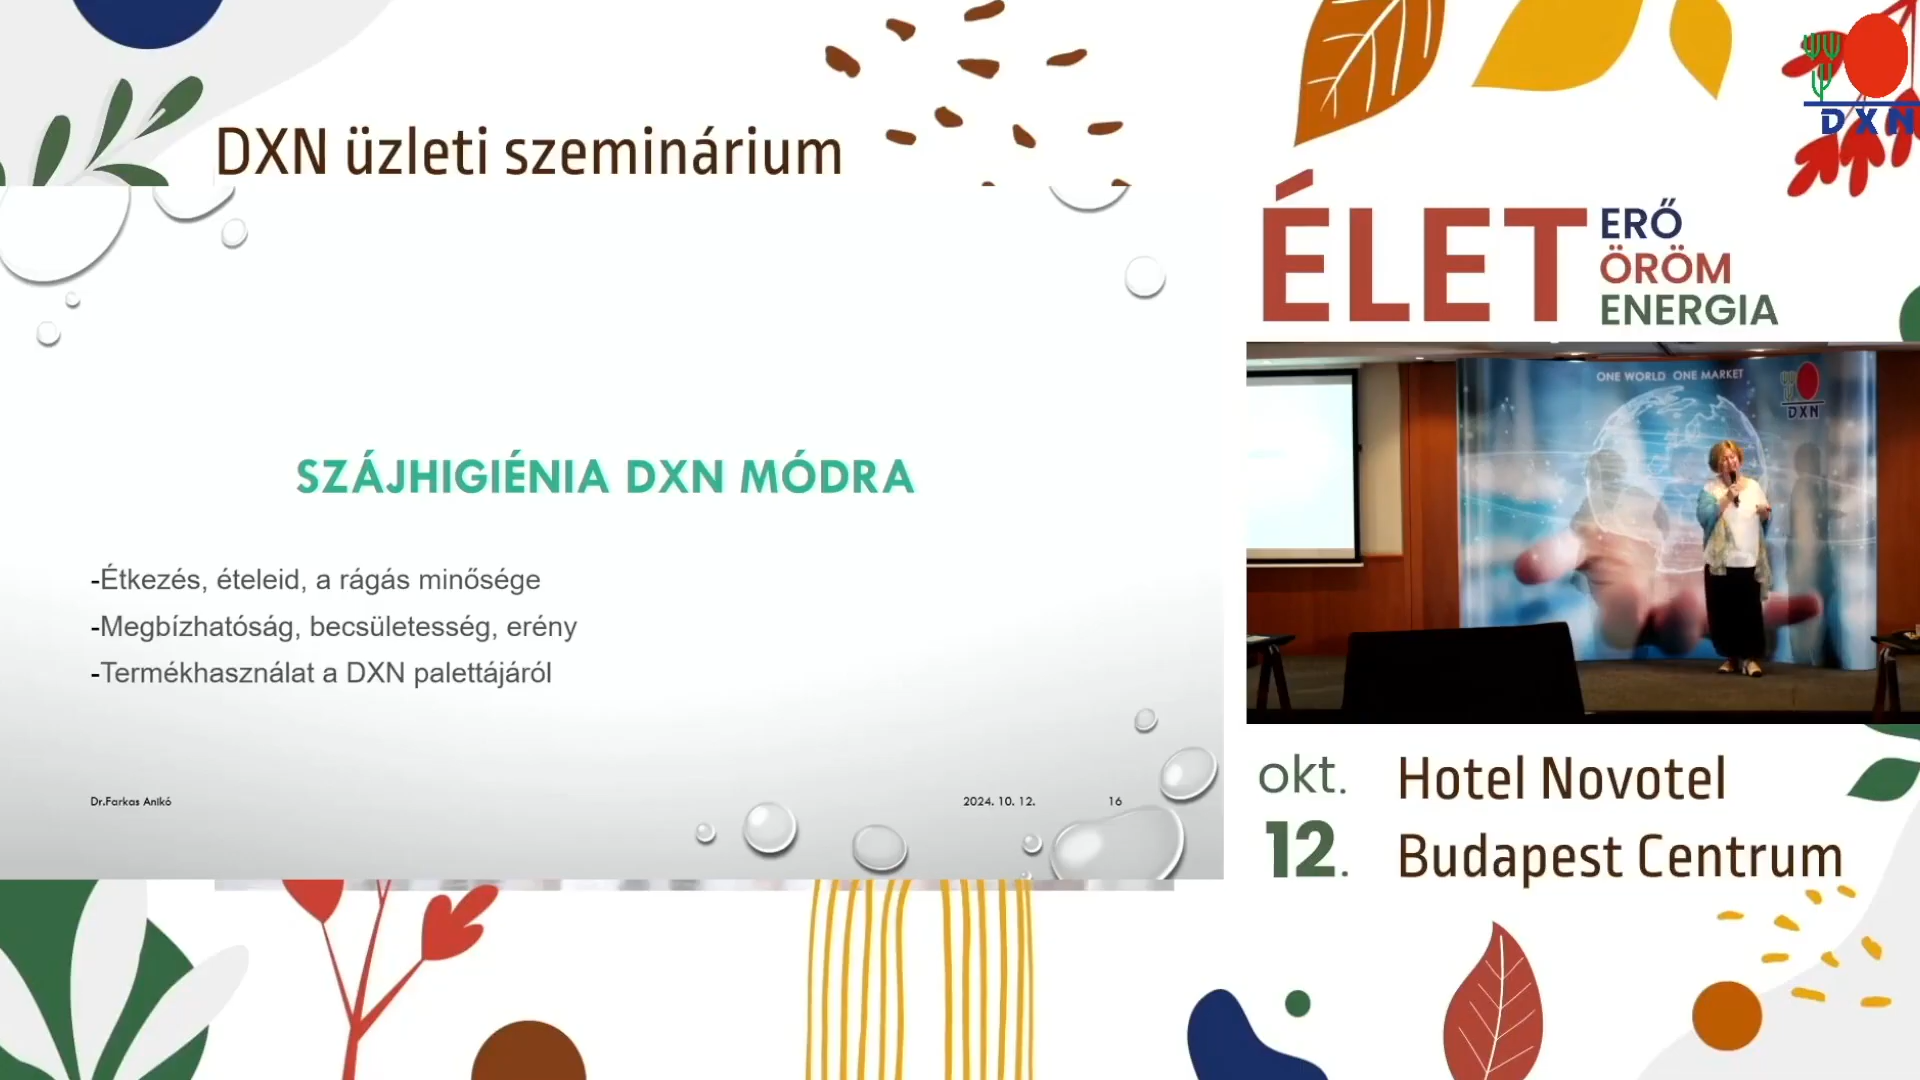 DXN üzleti szeminárium
DXN
ÉLET
ERŐ
ÖRÖM
ENERGIA
SZÁJHIGIÉNIA DXN MÓDRA
-Étkezés, ételeid, a rágás minősége
-Megbízhatóság, becsületesség, erény
-Termékhasználat a DXN palettájáról
Dr.Farkas Anikó
2024. 10. 12.
16
ONE WORLD ONE MARKET
DXN
okt.
12.
Hotel Novotel
Budapest Centrum